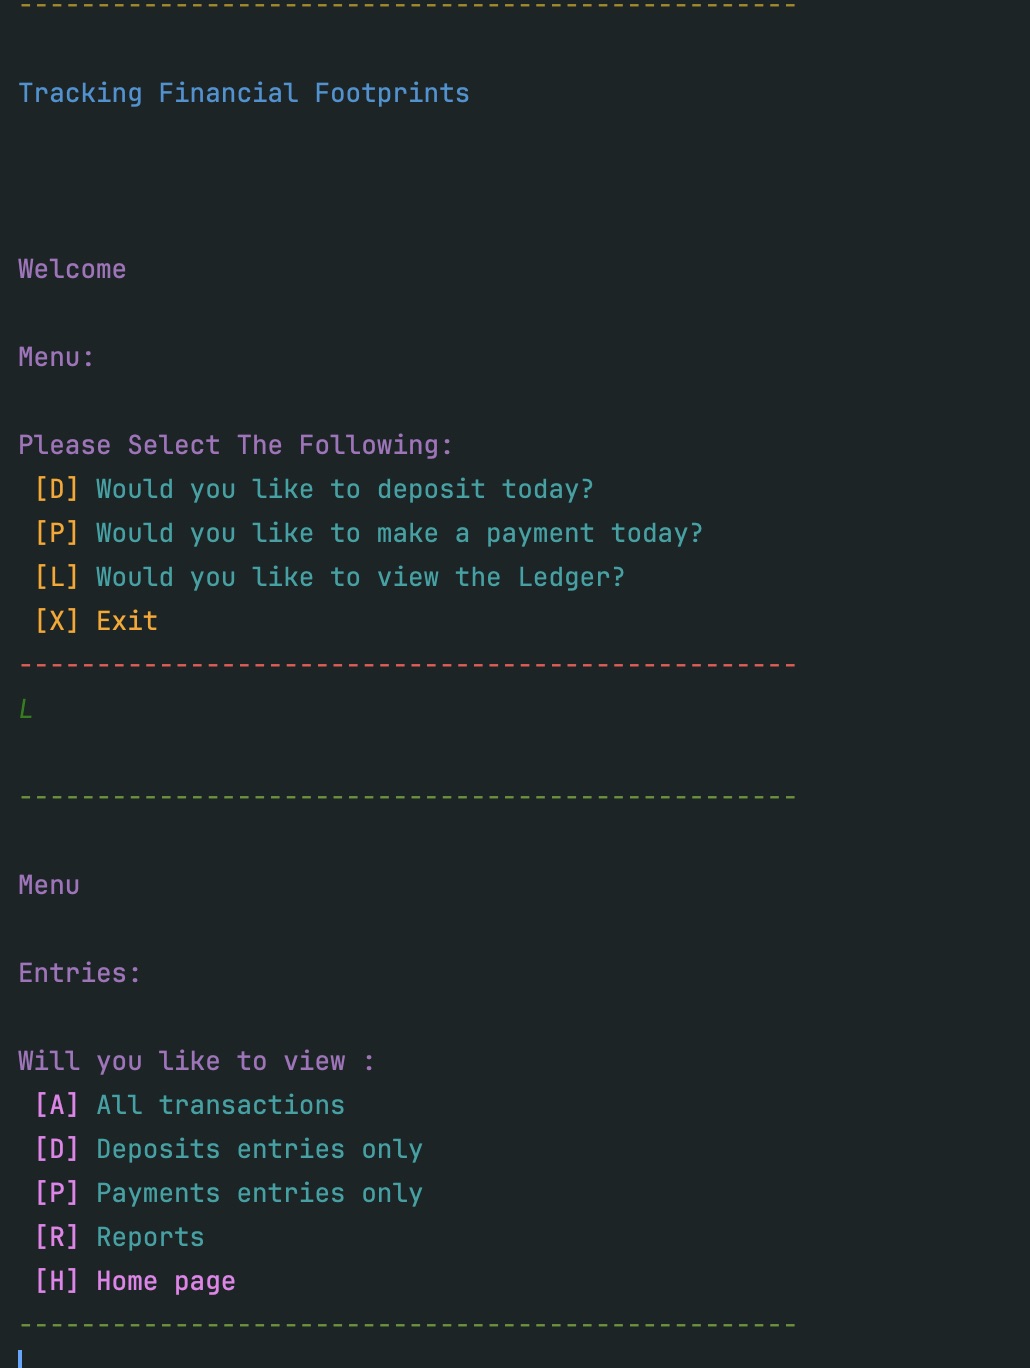 --------------------------------------------------
Tracking Financial Footprints
Welcome
Menu:
Please Select The Following:
[D] Would you like to deposit today?
[P] Would you like to make a payment today?
[L] Would you like to view the Ledger?
[X] Exit
--------------------------------------------------
L
--------------------------------------------------
Menu
Entries:
Will you like to view :
[A] All transactions
[D] Deposits entries only
[P] Payments entries only
[R] Reports
[H] Home page
--------------------------------------------------